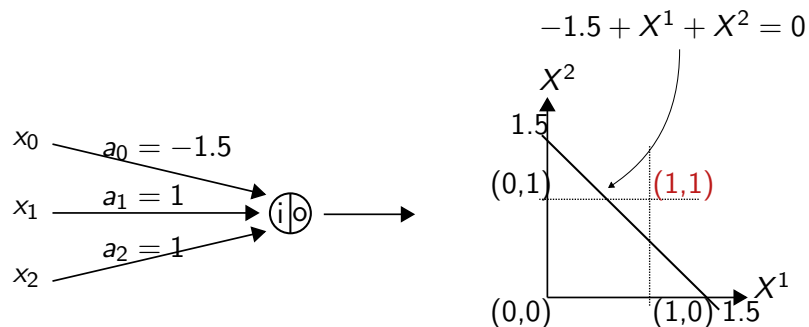 x₀
a₀ = −1.5
x₁
a₁ = 1
x₂
a₂ = 1
i o
−1.5 + X¹ + X² = 0
X²
1.5
(0,1)
(1,1)
(0,0)
(1,0)
1.5
X¹